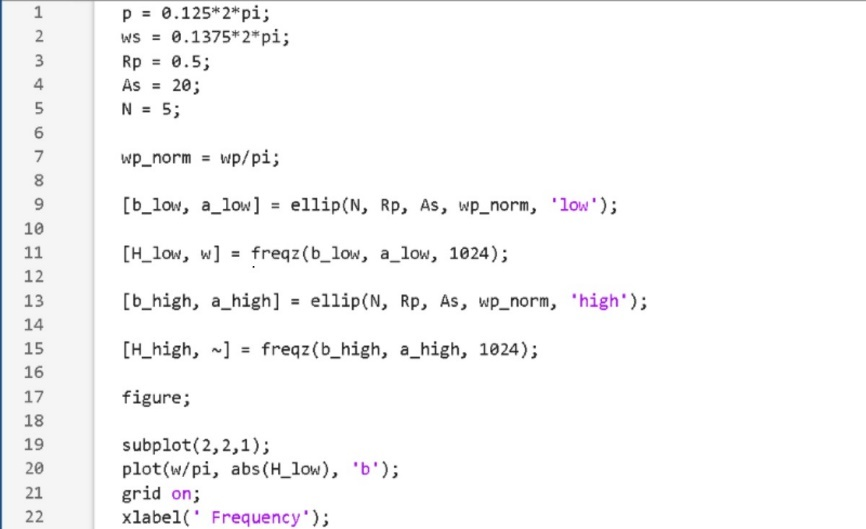 1 p = 0.125*2*pi;
2 ws = 0.1375*2*pi;
3 Rp = 0.5;
4 As = 20;
5 N = 5;
6
7 wp_norm = wp/pi;
8
9 [b_low, a_low] = ellip(N, Rp, As, wp_norm, 'low');
10
11 [H_low, w] = freqz(b_low, a_low, 1024);
12
13 [b_high, a_high] = ellip(N, Rp, As, wp_norm, 'high');
14
15 [H_high, ~] = freqz(b_high, a_high, 1024);
16
17 figure;
18
19 subplot(2,2,1);
20 plot(w/pi, abs(H_low), 'b');
21 grid on;
22 xlabel(' Frequency');